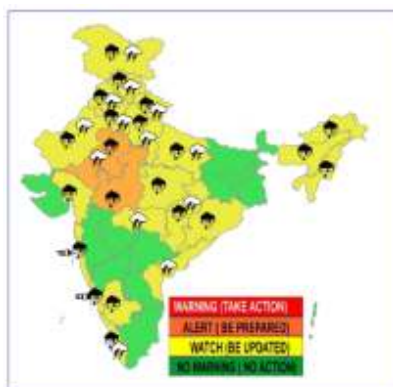 WARNING (TAKE ACTION)
ALERT ( BE PREPARED)
WATCH (BE UPDATED)
NO WARNING ( NO ACTION)